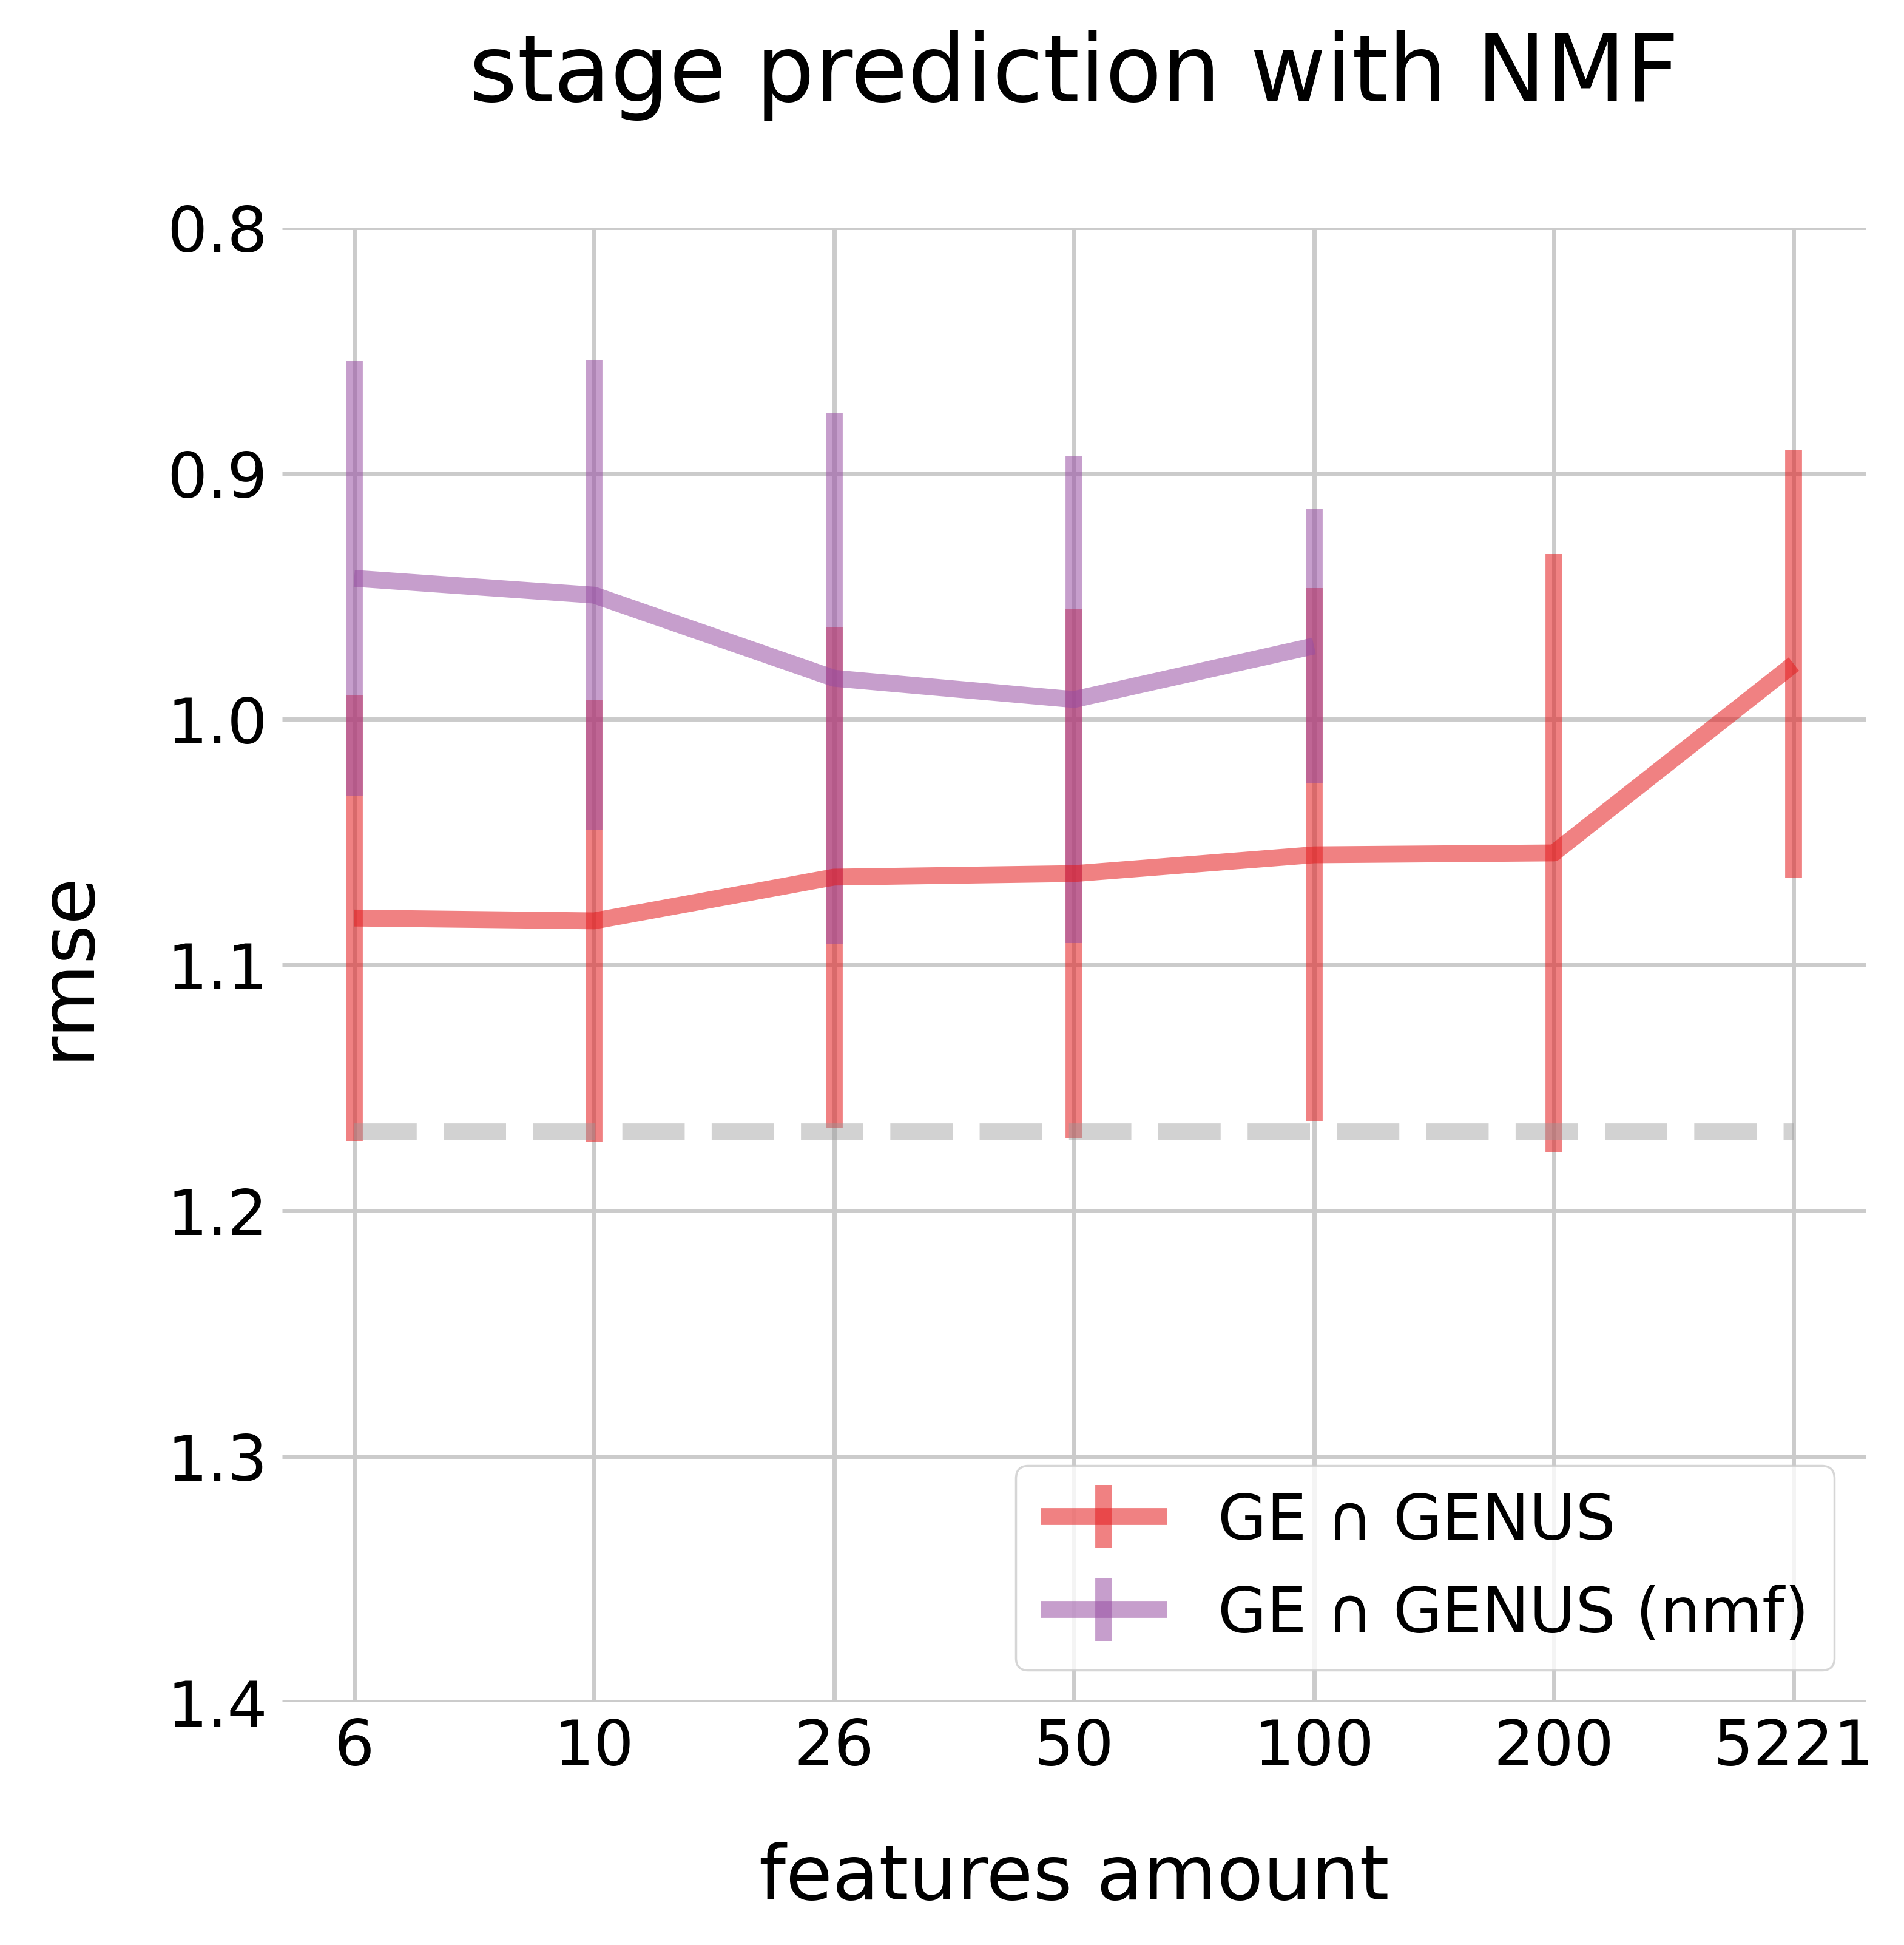 stage prediction with NMF
0.8
0.9
1.0
1.1
1.2
1.3
1.4
rmse
GE ∩ GENUS
GE ∩ GENUS (nmf)
6 10 26 50 100 200 5221
features amount